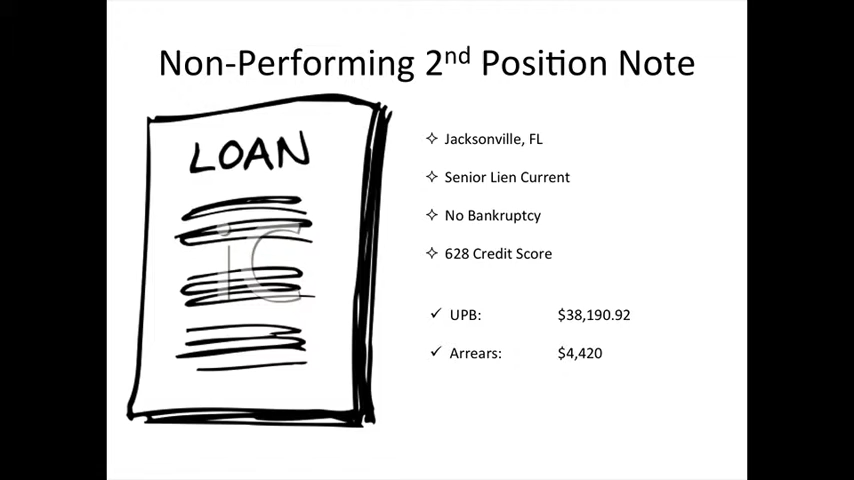 Non-Performing 2nd Position Note
LOAN
iC
Jacksonville, FL
Senior Lien Current
No Bankruptcy
628 Credit Score
UPB: $38,190.92
Arrears: $4,420